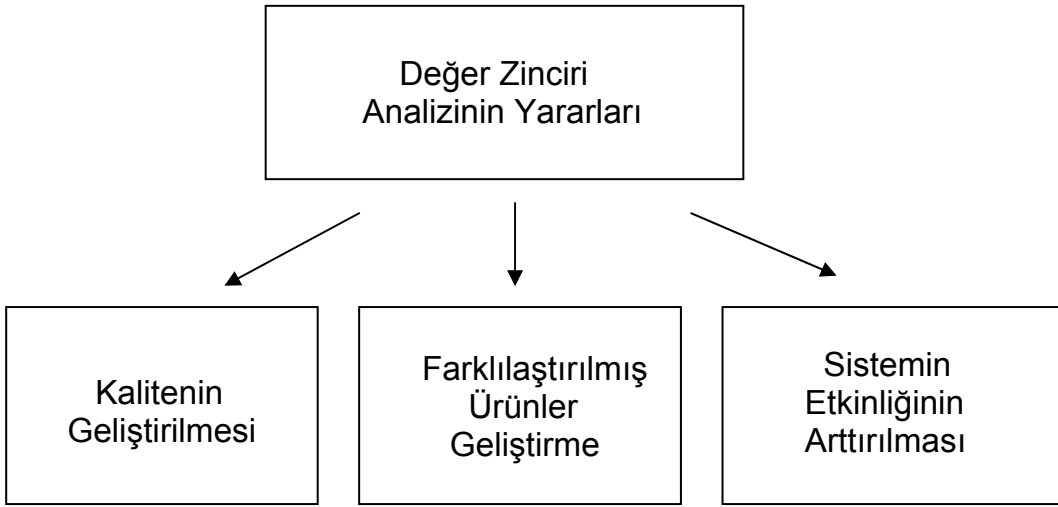 Değer Zinciri
Analizinin Yararları
Kalitenin
Geliştirilmesi
Farklılaştırılmış
Ürünler
Geliştirme
Sistemin
Etkinliğinin
Arttırılması